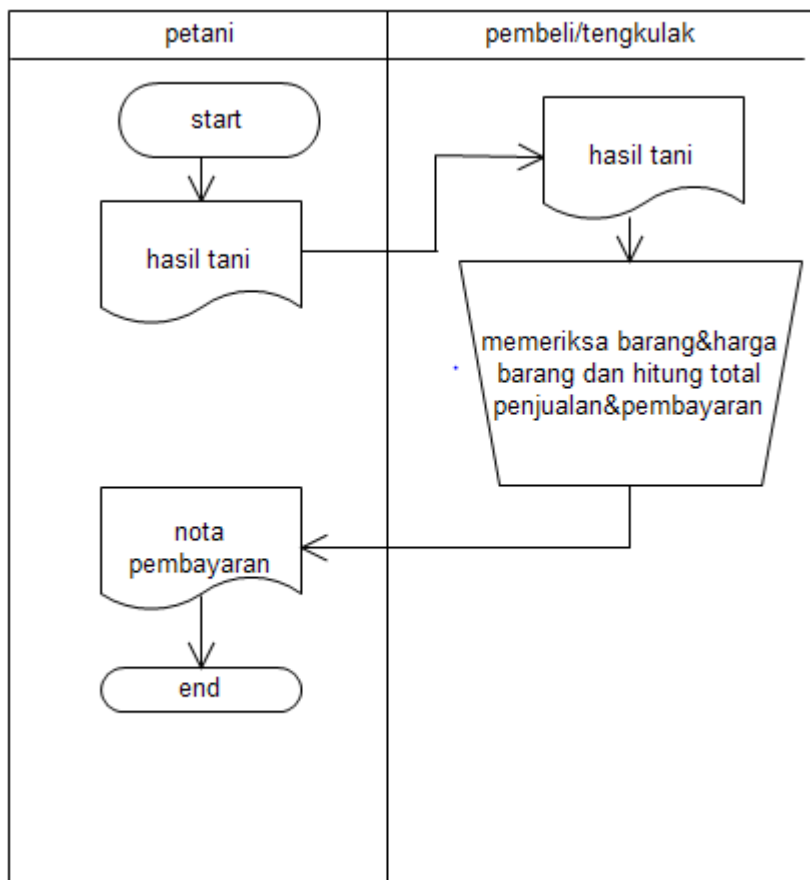 petani
pembeli/tengkulak
start
hasil tani
hasil tani
memeriksa barang&harga
barang dan hitung total
penjualan&pembayaran
nota
pembayaran
end